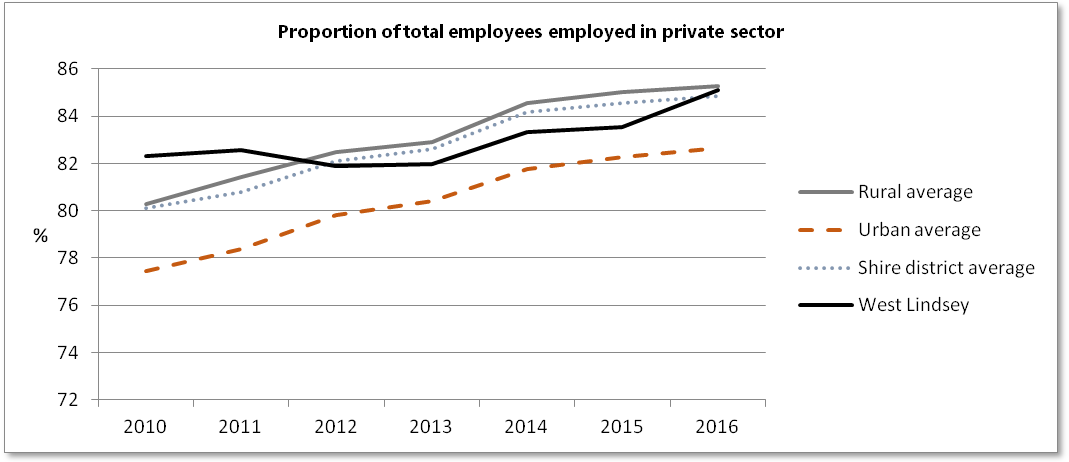 Proportion of total employees employed in private sector
86
84
82
80
78
76
74
72
%
2010 2011 2012 2013 2014 2015 2016
Rural average
Urban average
Shire district average
West Lindsey